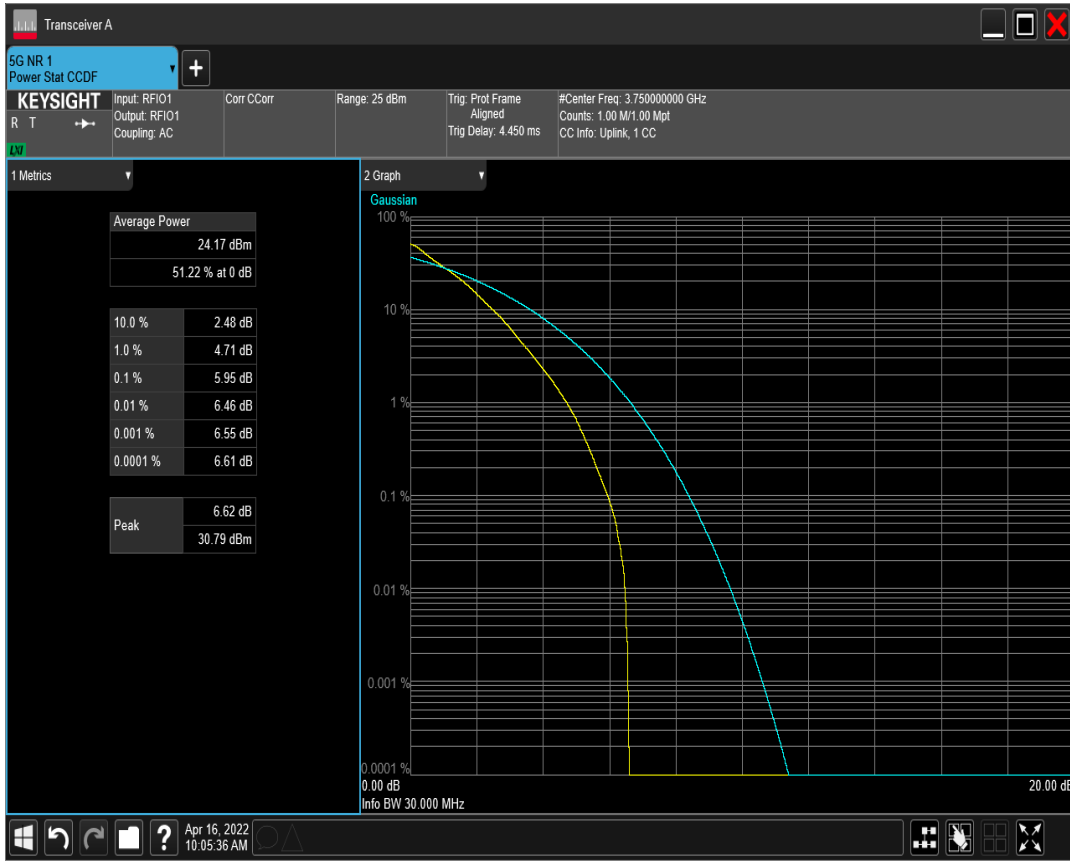 Transceiver A
5G NR 1
Power Stat CCDF
+
KEYSIGHT
R T
LXI
Input: RFIO1
Output: RFIO1
Coupling: AC
Corr CCorr
Range: 25 dBm
Trig: Prot Frame
Aligned
Trig Delay: 4.450 ms
#Center Freq: 3.750000000 GHz
Counts: 1.00 M/1.00 Mpt
CC Info: Uplink, 1 CC
1 Metrics
Average Power
24.17 dBm
51.22 % at 0 dB
10.0 % 2.48 dB
1.0 % 4.71 dB
0.1 % 5.95 dB
0.01 % 6.46 dB
0.001 % 6.55 dB
0.0001 % 6.61 dB
Peak 6.62 dB
30.79 dBm
2 Graph
Gaussian
100 %
10 %
1 %
0.1 %
0.01 %
0.001 %
0.0001 %
0.00 dB 20.00 dB
Info BW 30.000 MHz
?
Apr 16, 2022
10:05:36 AM